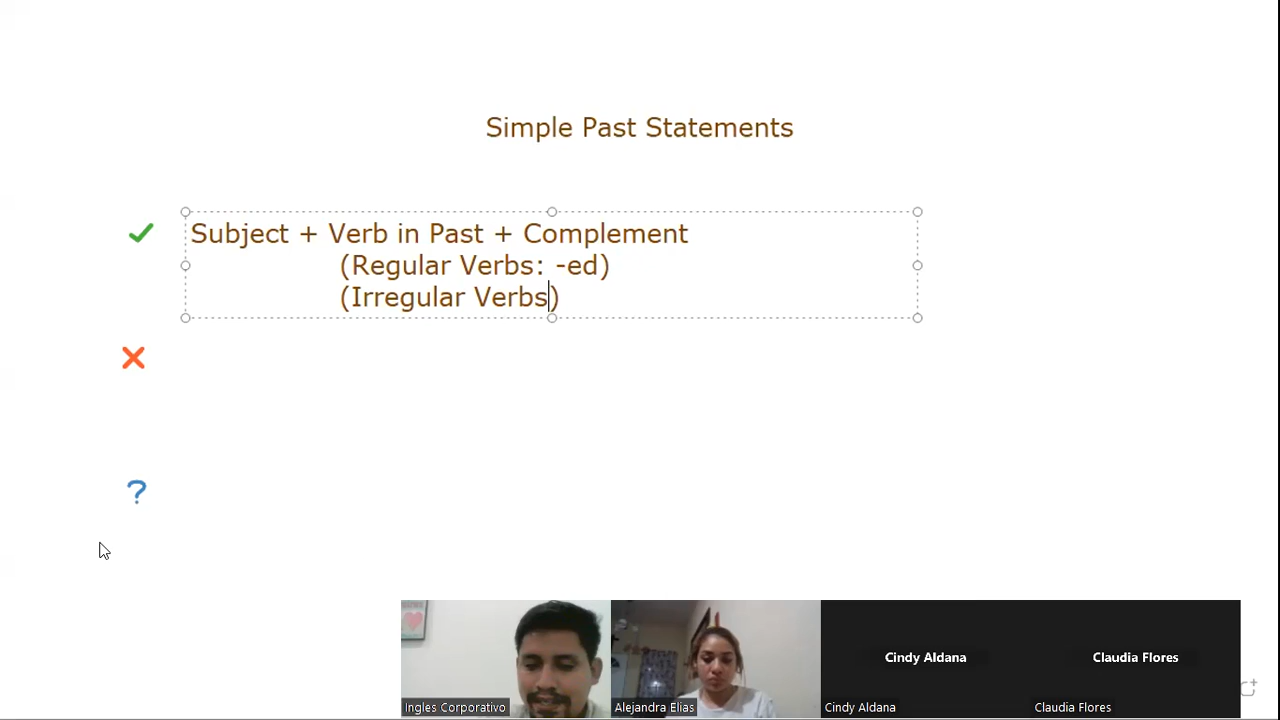 Simple Past Statements
Subject + Verb in Past + Complement
(Regular Verbs: -ed)
(Irregular Verbs)
?
Cindy Aldana
Claudia Flores
Ingles Corporativo
Alejandra Elias
Cindy Aldana
Claudia Flores